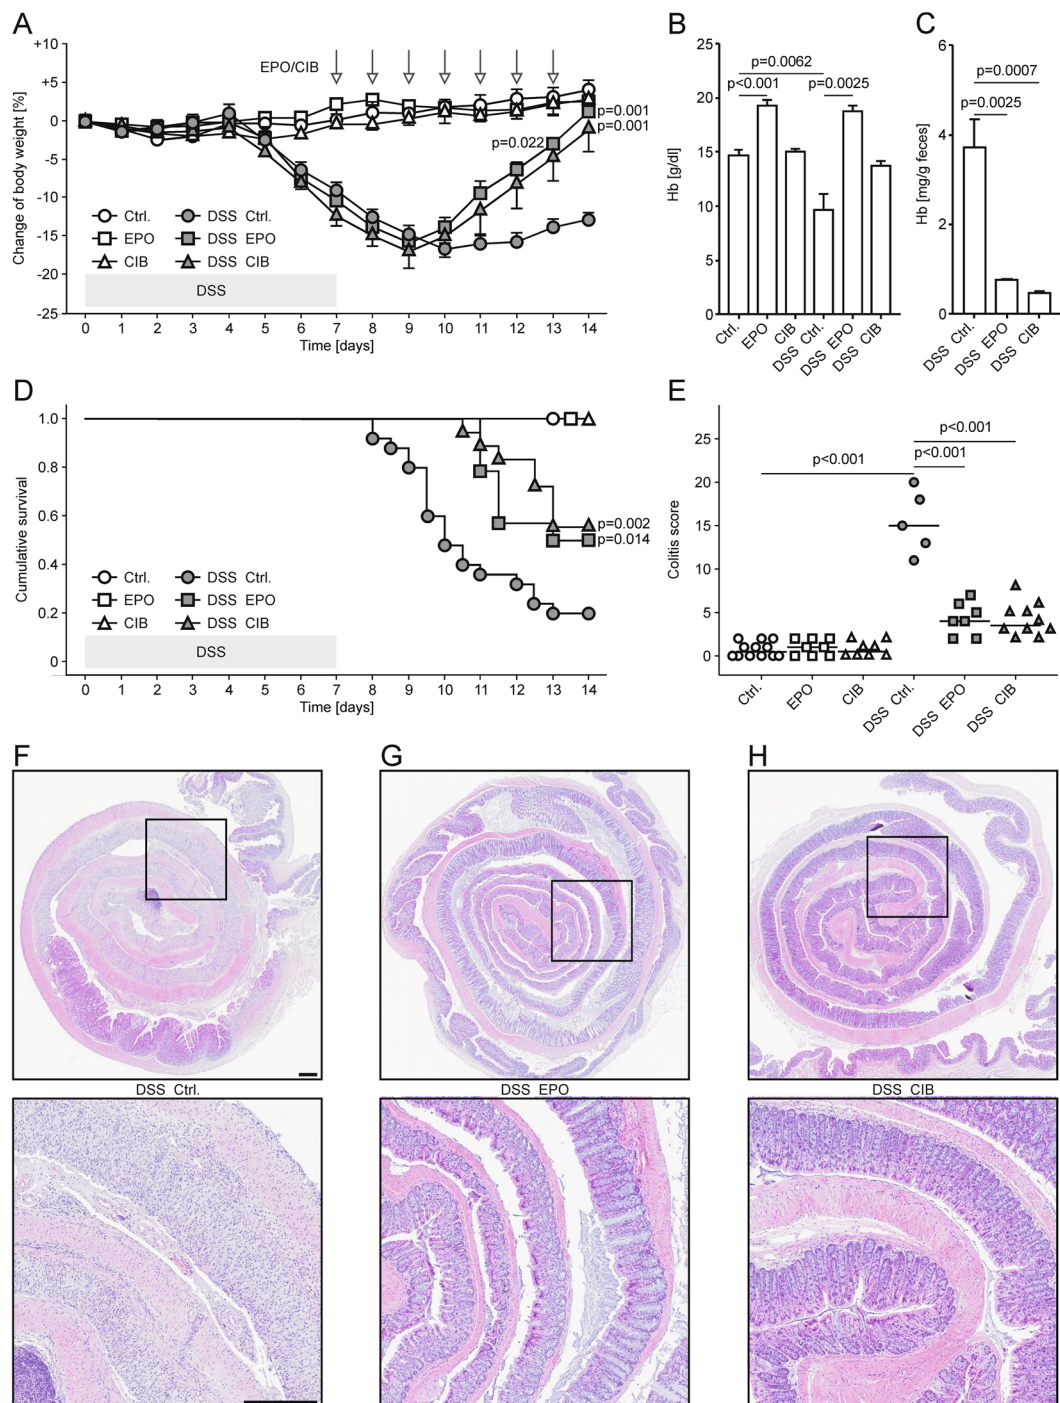 A
+10
+5
0
-5
-10
-15
-20
-25
Change of body weight [%]
EPO/CIB
p=0.001
p=0.001
p=0.022
Ctrl.
EPO
CIB
DSS Ctrl.
DSS EPO
DSS CIB
DSS
0 1 2 3 4 5 6 7 8 9 10 11 12 13 14
Time [days]
B
25
20
15
10
5
0
Hb [g/dl]
p=0.0062
p<0.001
p=0.0025
Ctrl.
EPO
CIB
DSS Ctrl.
DSS EPO
DSS CIB
C
6
4
2
0
Hb [mg/g feces]
p=0.0007
p=0.0025
DSS Ctrl.
DSS EPO
DSS CIB
D
1.0
0.8
0.6
0.4
0.2
0
Cumulative survival
p=0.002
p=0.014
Ctrl.
EPO
CIB
DSS Ctrl.
DSS EPO
DSS CIB
DSS
0 1 2 3 4 5 6 7 8 9 10 11 12 13 14
Time [days]
E
25
20
15
10
5
0
Colitis score
p<0.001
p<0.001
p<0.001
Ctrl.
EPO
CIB
DSS Ctrl.
DSS EPO
DSS CIB
F
DSS Ctrl.
G
DSS EPO
H
DSS CIB